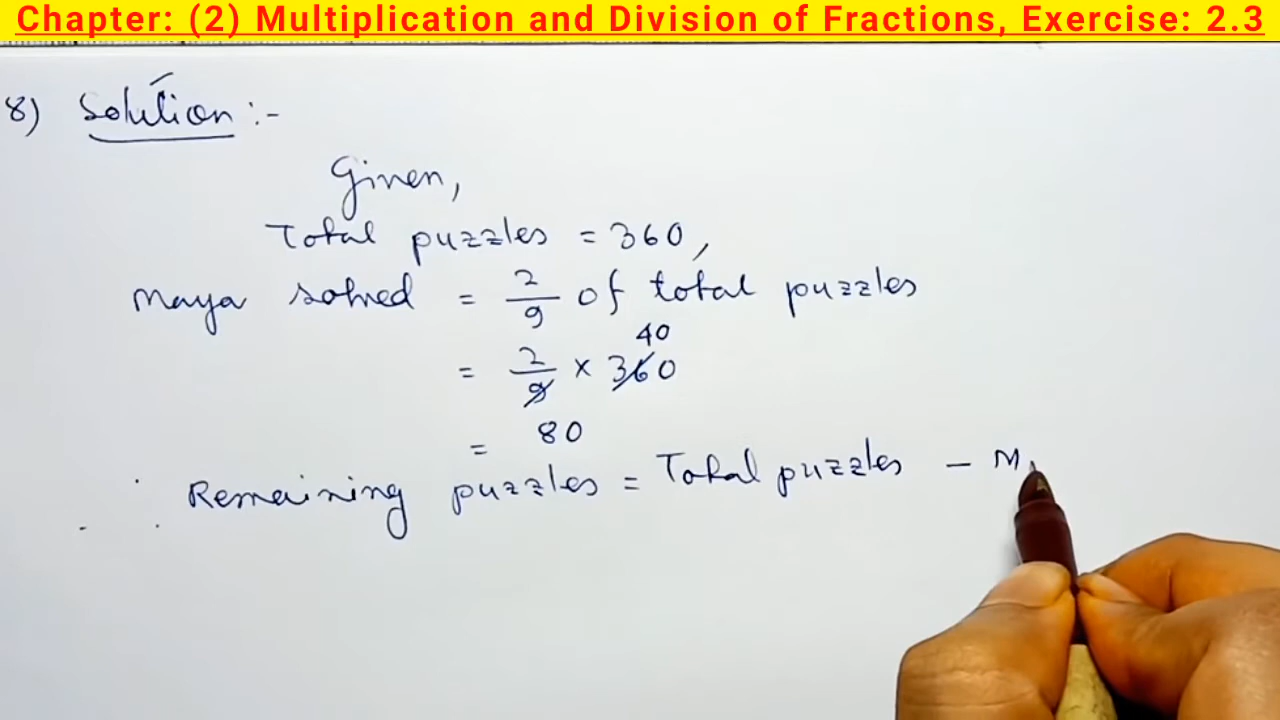 Chapter: (2) Multiplication and Division of Fractions, Exercise: 2.3
8) Solution :-
Given,
Total puzzles = 360,
Maya solved = 2/9 of total puzzles
40
= 2/9 × 360
= 80
∴ Remaining puzzles = Total puzzles - M